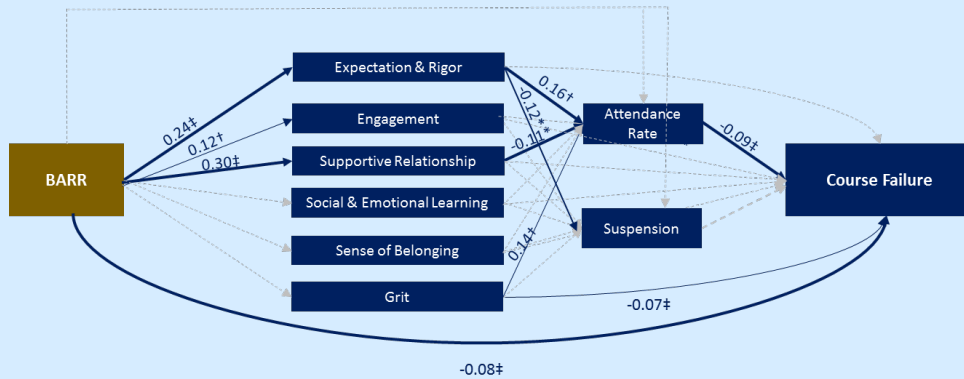 Expectation & Rigor
0.24‡
0.16†
-0.12**
Engagement
0.12†
Attendance
Rate
-0.09‡
-0.11*
0.30‡
Supportive Relationship
BARR
Course Failure
Social & Emotional Learning
Suspension
Sense of Belonging
0.14‡
Grit
-0.07‡
-0.08‡